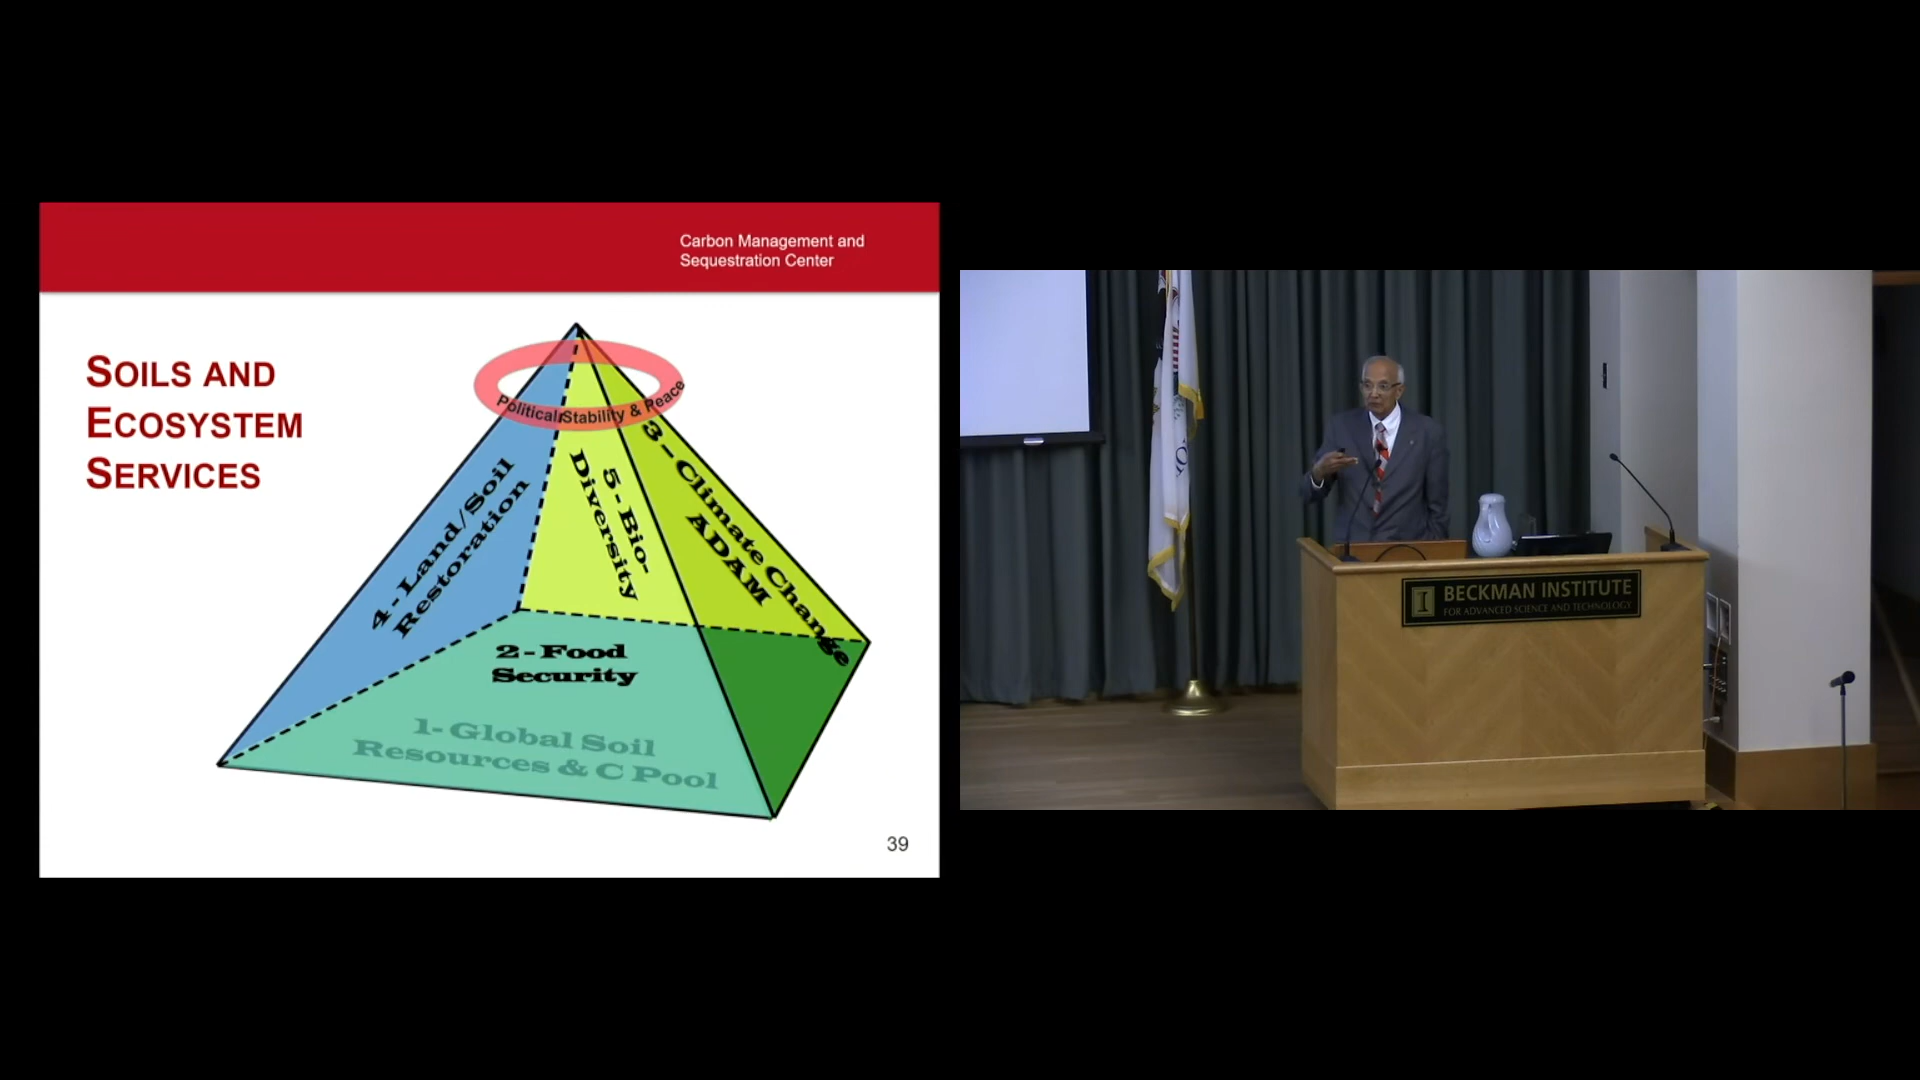 Carbon Management and
Sequestration Center
SOILS AND
ECOSYSTEM
SERVICES
Political Stability & Peace
4 - Land/Soil
Restoration
5 - Bio-
Diversity
3 - Climate Change
ADAM
2 - Food
Security
1- Global Soil
Resources & C Pool
39
I
BECKMAN INSTITUTE
FOR ADVANCED SCIENCE AND TECHNOLOGY